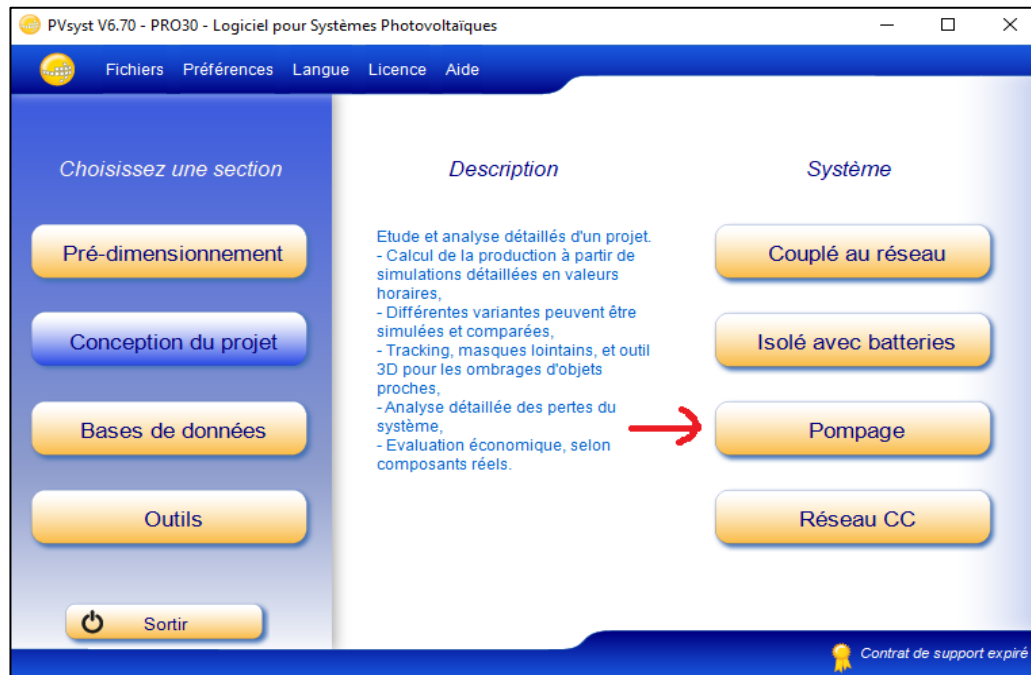 PVsyst V6.70 - PRO30 - Logiciel pour Systèmes Photovoltaïques
Fichiers Préférences Langue Licence Aide
Choisissez une section
Pré-dimensionnement
Conception du projet
Bases de données
Outils
Sortir
Description
Etude et analyse détaillés d'un projet.
- Calcul de la production à partir de
simulations détaillées en valeurs
horaires,
- Différentes variantes peuvent être
simulées et comparées,
- Tracking, masques lointains, et outil
3D pour les ombrages d'objets
proches,
- Analyse détaillée des pertes du
système,
- Evaluation économique, selon
composants réels.
Système
Couplé au réseau
Isolé avec batteries
Pompage
Réseau CC
Contrat de support expiré